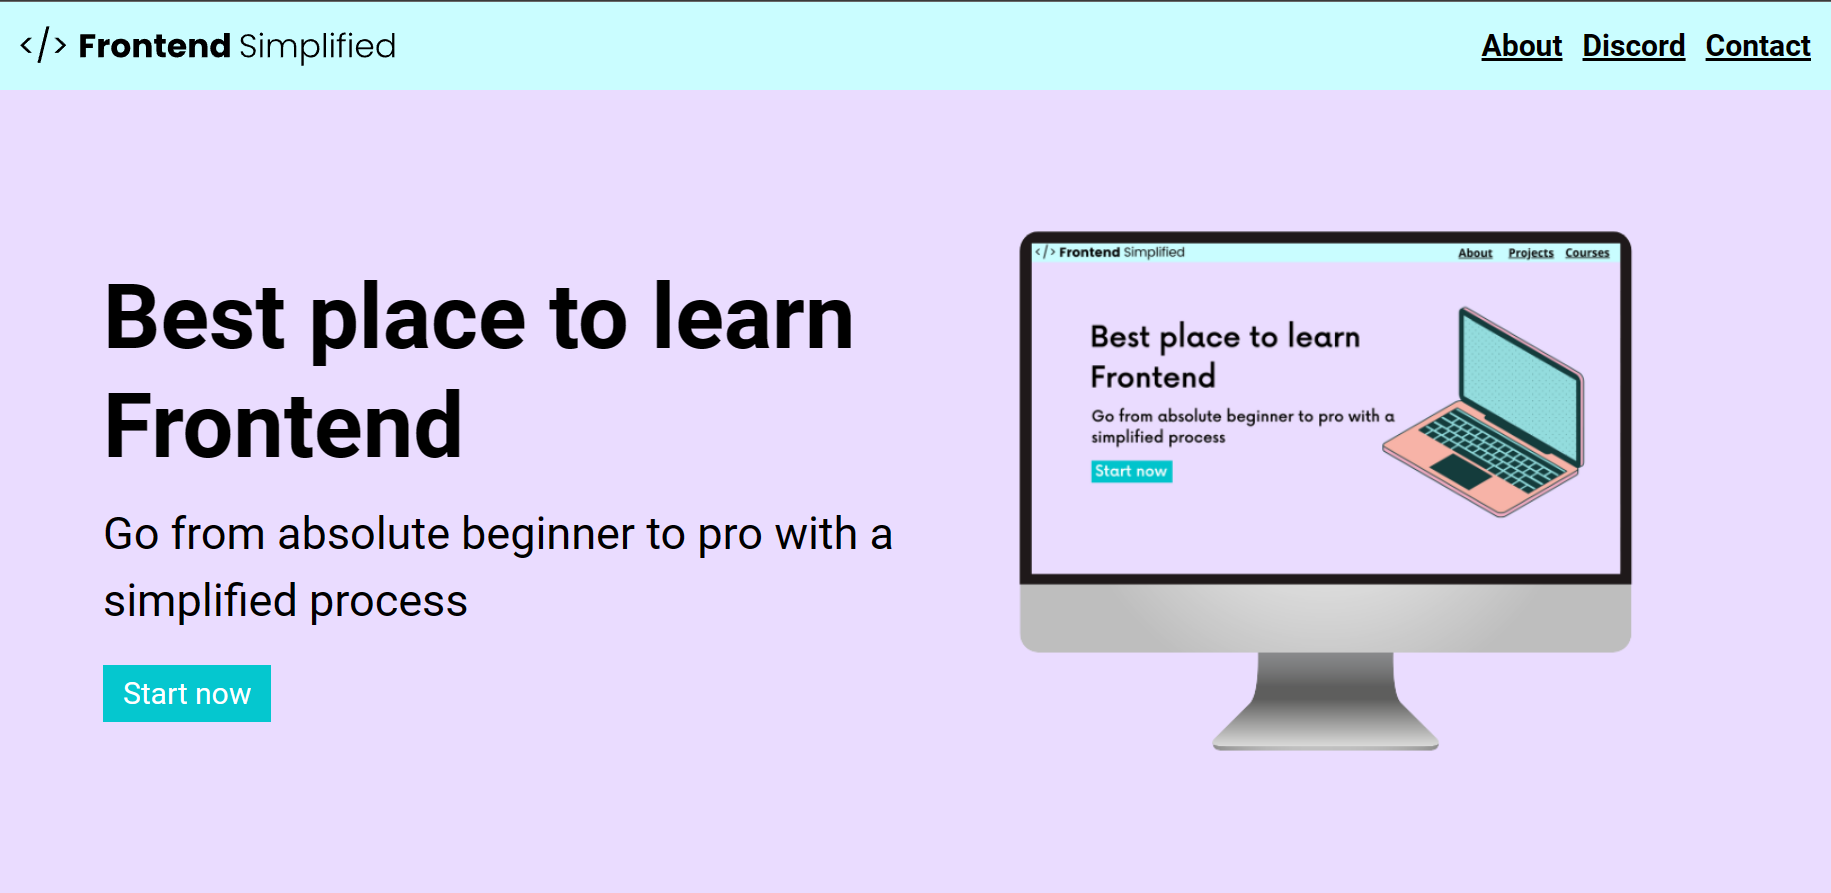 </> Frontend Simplified
About Discord Contact
Best place to learn
Frontend
Go from absolute beginner to pro with a
simplified process
Start now
</> Frontend Simplified
About Projects Courses
Best place to learn
Frontend
Go from absolute beginner to pro with a
simplified process
Start now